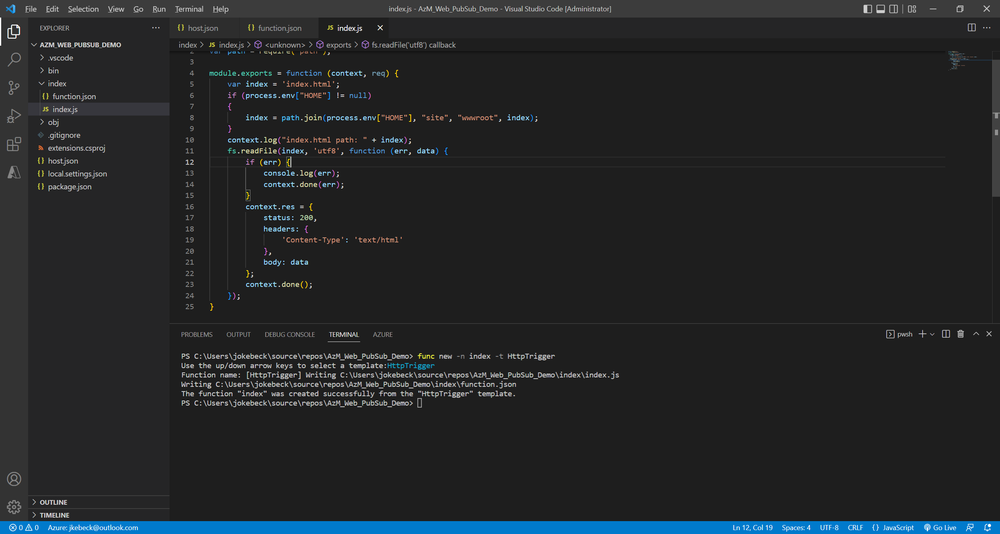 File Edit Selection View Go Run Terminal Help
index.js - AzM_Web_PubSub_Demo - Visual Studio Code [Administrator]
EXPLORER
AZM_WEB_PUBSUB_DEMO
.vscode
bin
index
{} function.json
JS index.js
obj
.gitignore
extensions.csproj
{} host.json
{} local.settings.json
{} package.json
OUTLINE
TIMELINE
{} host.json {} function.json JS index.js
index > JS index.js > <unknown> > exports > fs.readFile('utf8') callback
2 var path = require('path');
3
4 module.exports = function (context, req) {
5     var index = 'index.html';
6     if (process.env["HOME"] != null)
7     {
8         index = path.join(process.env["HOME"], "site", "wwwroot", index);
9     }
10     context.log("index.html path: " + index);
11     fs.readFile(index, 'utf8', function (err, data) {
12         if (err) {
13             console.log(err);
14             context.done(err);
15         }
16         context.res = {
17             status: 200,
18             headers: {
19                 'Content-Type': 'text/html'
20             },
21             body: data
22         };
23         context.done();
24     });
25 }
PROBLEMS OUTPUT DEBUG CONSOLE TERMINAL AZURE
pwsh
PS C:\Users\jokebeck\source\repos\AzM_Web_PubSub_Demo> func new -n index -t HttpTrigger
Use the up/down arrow keys to select a template:HttpTrigger
Function name: [HttpTrigger] Writing C:\Users\jokebeck\source\repos\AzM_Web_PubSub_Demo\index\index.js
Writing C:\Users\jokebeck\source\repos\AzM_Web_PubSub_Demo\index\function.json
The function "index" was created successfully from the "HttpTrigger" template.
PS C:\Users\jokebeck\source\repos\AzM_Web_PubSub_Demo>
0 0 Azure: jkebeck@outlook.com
Ln 12, Col 19 Spaces: 4 UTF-8 CRLF {} JavaScript Go Live